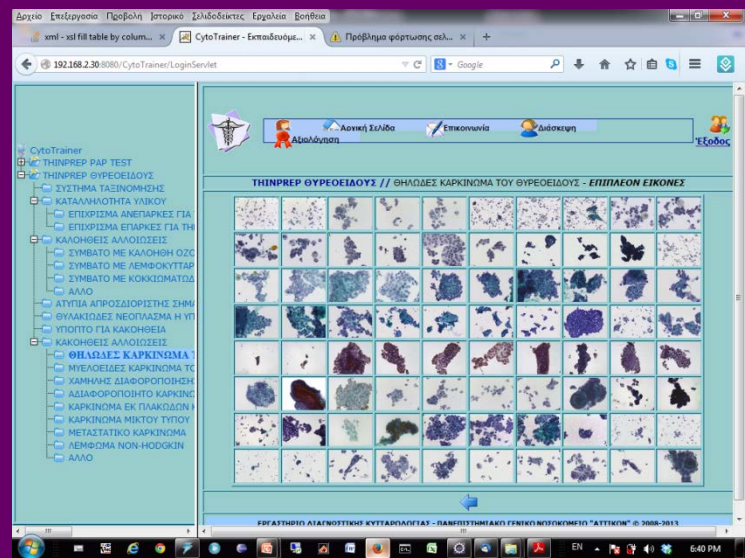 Αρχείο Επεξεργασία Προβολή Ιστορικό Σελιδοδείκτες Εργαλεία Βοήθεια
xml - xsl fill table by colum... × CytoTrainer - Εκπαιδευόμε... × Πρόβλημα φόρτωσης σελ... × +
192.168.2.30:8080/CytoTrainer/LoginServlet Google
Αξιολόγηση Αρχική Σελίδα Επικοινωνία Διάσκεψη Έξοδος
THINPREP ΘΥΡΕΟΕΙΔΟΥΣ // ΘΗΛΩΔΕΣ ΚΑΡΚΙΝΩΜΑ ΤΟΥ ΘΥΡΕΟΕΙΔΟΥΣ - ΕΠΙΠΛΕΟΝ ΕΙΚΟΝΕΣ
CytoTrainer
THINPREP PAP TEST
THINPREP ΘΥΡΕΟΕΙΔΟΥΣ
ΣΥΣΤΗΜΑ ΤΑΞΙΝΟΜΗΣΗΣ
ΚΑΤΑΛΛΗΛΟΤΗΤΑ ΥΛΙΚΟΥ
ΕΠΙΧΡΙΣΜΑ ΑΝΕΠΑΡΚΕΣ ΓΙΑ
ΕΠΙΧΡΙΣΜΑ ΕΠΑΡΚΕΣ ΓΙΑ ΤΗΝ
ΚΑΛΟΗΘΕΙΣ ΑΛΛΟΙΩΣΕΙΣ
ΣΥΜΒΑΤΟ ΜΕ ΚΑΛΟΗΘΗ ΟΖΟ
ΣΥΜΒΑΤΟ ΜΕ ΛΕΜΦΟΚΥΤΤΑΡ
ΣΥΜΒΑΤΟ ΜΕ ΚΟΚΚΙΩΜΑΤΩΔ
ΑΛΛΟ
ΑΤΥΠΙΑ ΑΠΡΟΣΔΙΟΡΙΣΤΗΣ ΣΗΜΑ
ΘΥΛΑΚΙΩΔΕΣ ΝΕΟΠΛΑΣΜΑ Η ΥΠ
ΥΠΟΠΤΟ ΓΙΑ ΚΑΚΟΗΘΕΙΑ
ΚΑΚΟΗΘΕΙΣ ΑΛΛΟΙΩΣΕΙΣ
ΘΗΛΩΔΕΣ ΚΑΡΚΙΝΩΜΑ Τ
ΜΥΕΛΟΕΙΔΕΣ ΚΑΡΚΙΝΩΜΑ ΤΟ
ΧΑΜΗΛΗΣ ΔΙΑΦΟΡΟΠΟΙΗΣΗΣ
ΑΔΙΑΦΟΡΟΠΟΙΗΤΟ ΚΑΡΚΙΝΩ
ΚΑΡΚΙΝΩΜΑ ΕΚ ΠΛΑΚΩΔΩΝ Κ
ΚΑΡΚΙΝΩΜΑ ΜΙΚΤΟΥ ΤΥΠΟΥ
ΜΕΤΑΣΤΑΤΙΚΟ ΚΑΡΚΙΝΩΜΑ
ΛΕΜΦΩΜΑ NON-HODGKIN
ΑΛΛΟ
ΕΡΓΑΣΤΗΡΙΟ ΔΙΑΓΝΩΣΤΙΚΗΣ ΚΥΤΤΑΡΟΛΟΓΙΑΣ - ΠΑΝΕΠΙΣΤΗΜΙΑΚΟ ΓΕΝΙΚΟ ΝΟΣΟΚΟΜΕΙΟ "ΑΤΤΙΚΟΝ" © 2008-2013
EN 6:40 PM